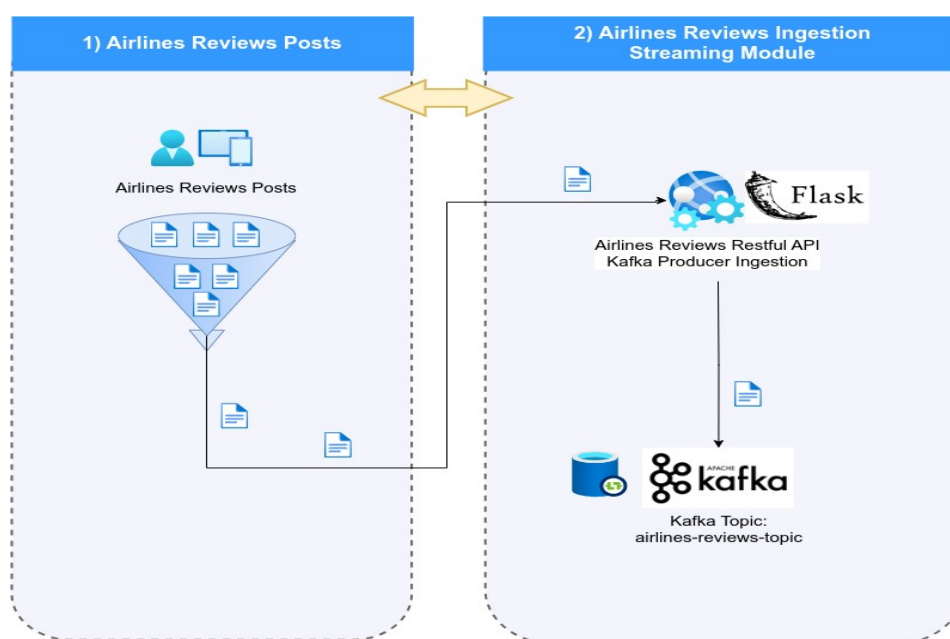 1) Airlines Reviews Posts
2) Airlines Reviews Ingestion
Streaming Module
Airlines Reviews Posts
Flask
Airlines Reviews Restful API
Kafka Producer Ingestion
APACHE
kafka
Kafka Topic:
airlines-reviews-topic